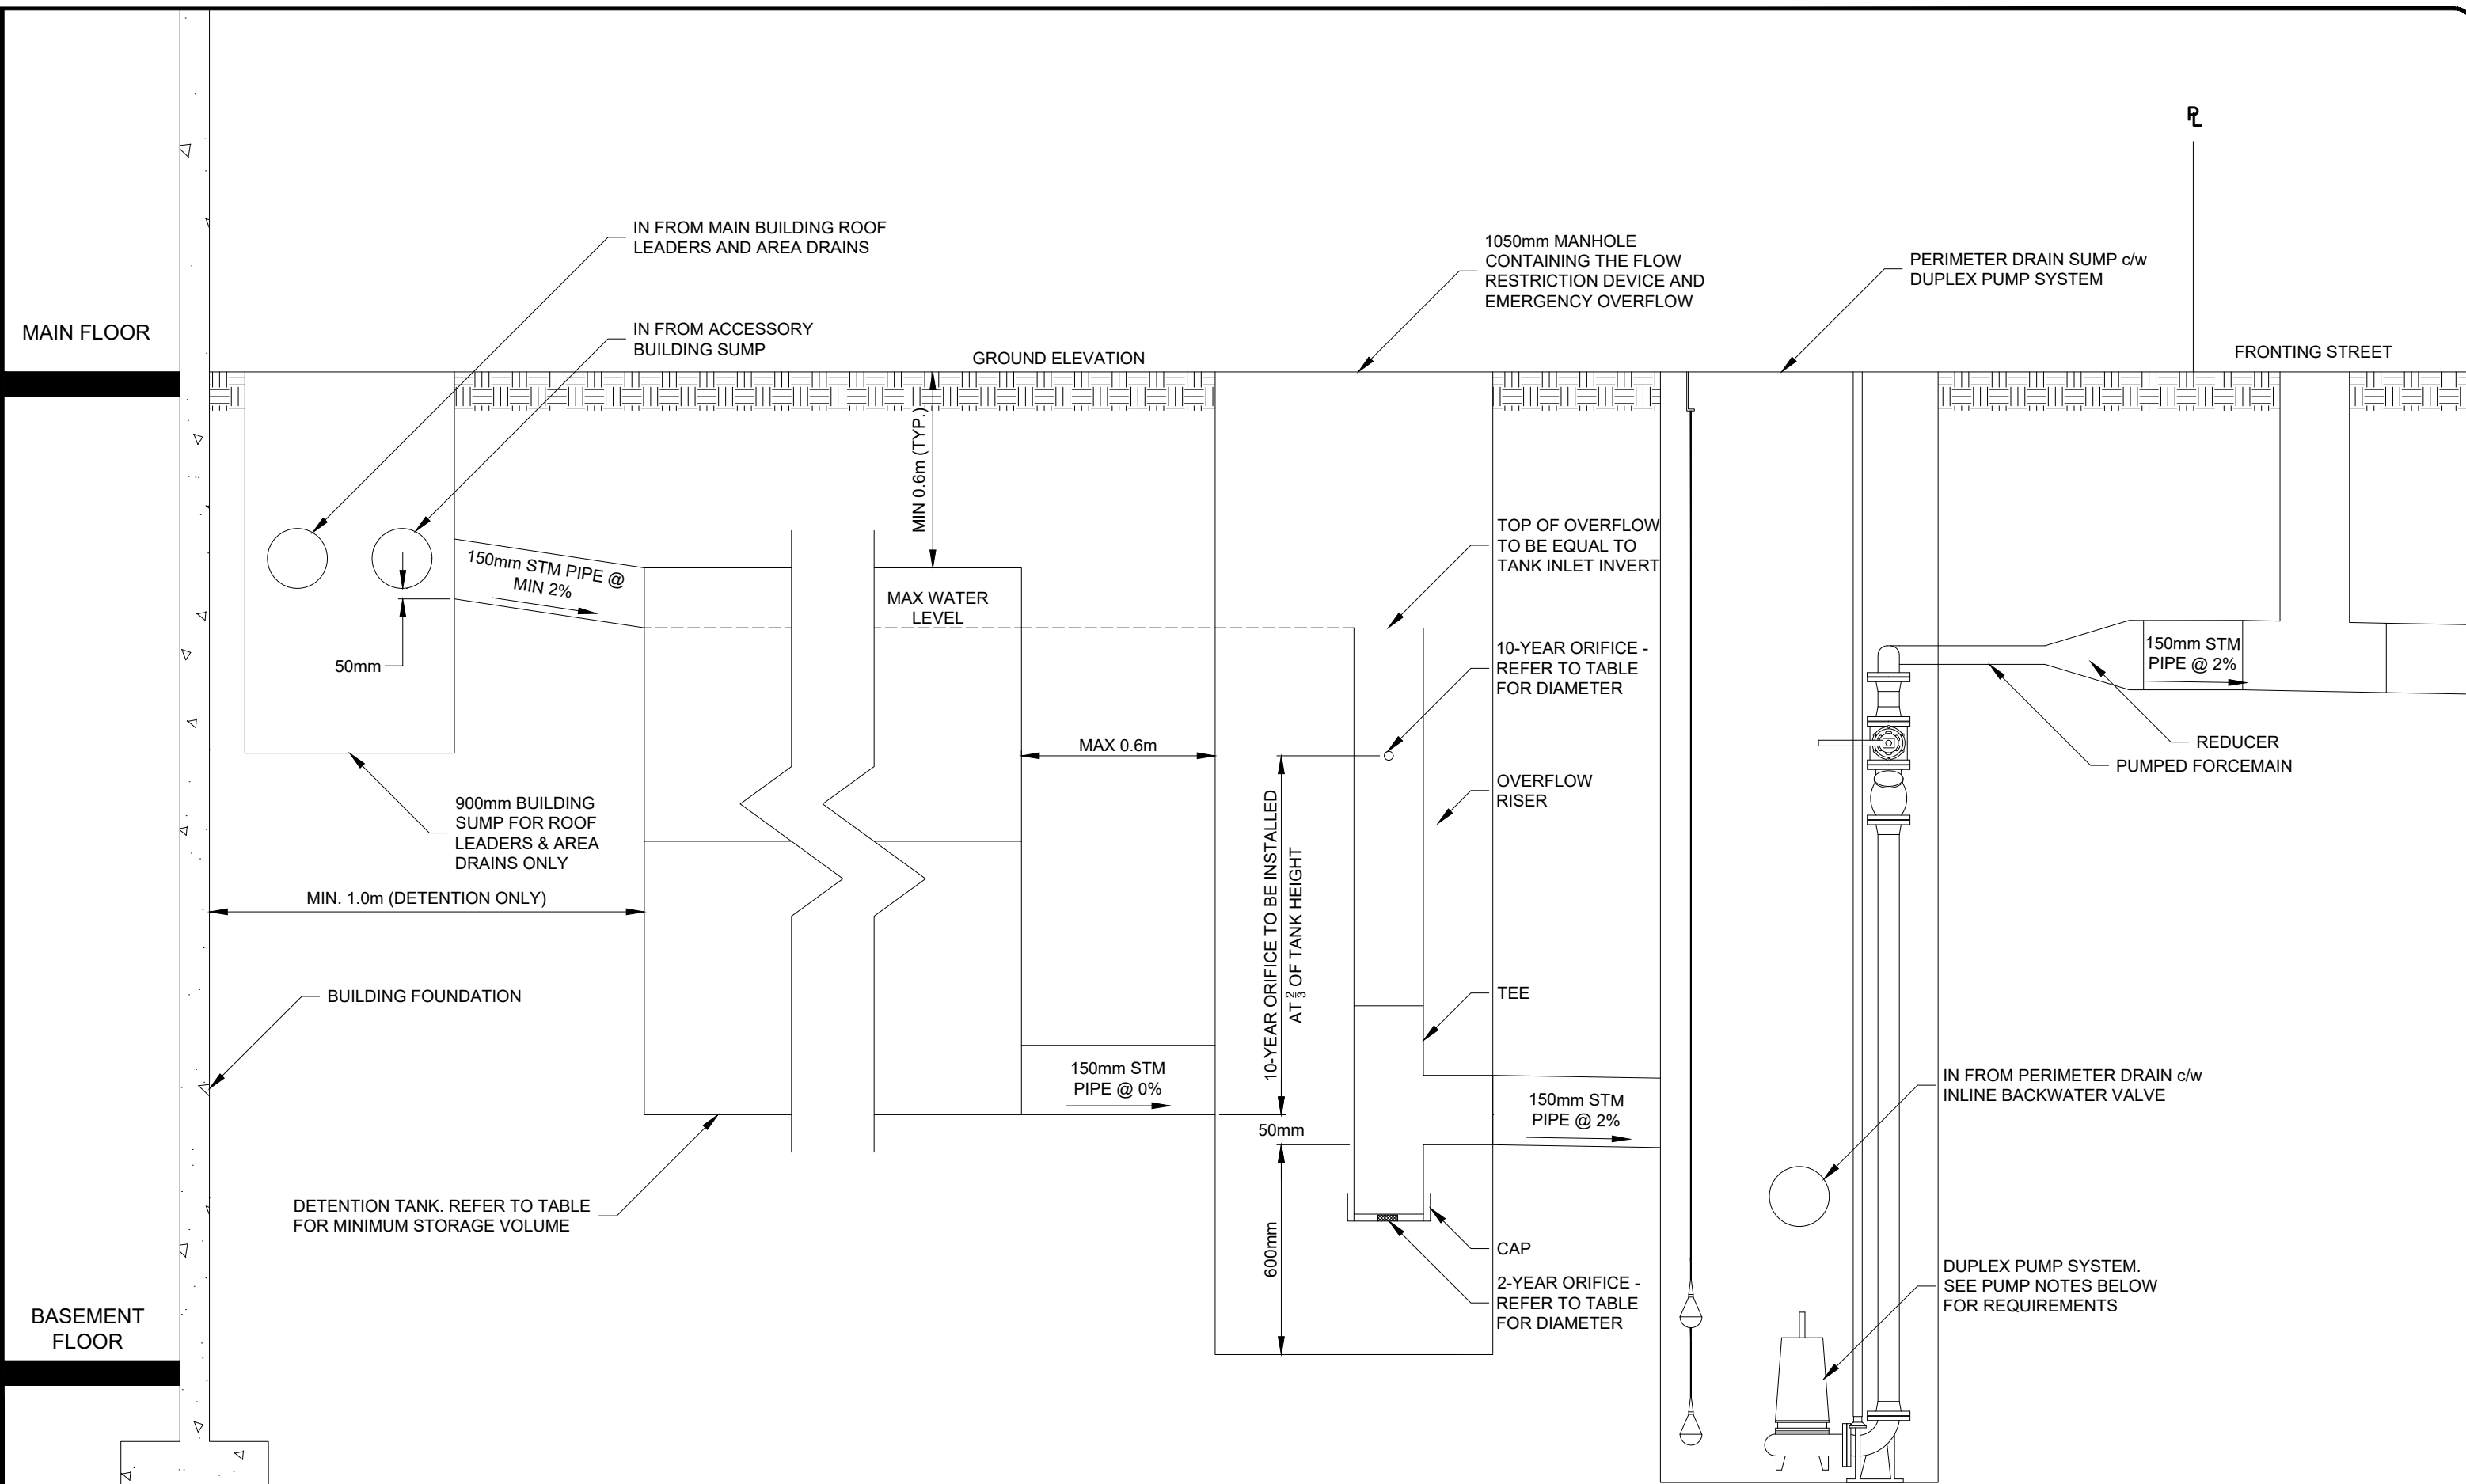 PL
IN FROM MAIN BUILDING ROOF
LEADERS AND AREA DRAINS
1050mm MANHOLE
CONTAINING THE FLOW
RESTRICTION DEVICE AND
EMERGENCY OVERFLOW
PERIMETER DRAIN SUMP c/w
DUPLEX PUMP SYSTEM
MAIN FLOOR
IN FROM ACCESSORY
BUILDING SUMP
GROUND ELEVATION
FRONTING STREET
MIN 0.6m (TYP.)
TOP OF OVERFLOW
TO BE EQUAL TO
TANK INLET INVERT
150mm STM PIPE @
MIN 2%
MAX WATER
LEVEL
50mm
10-YEAR ORIFICE -
REFER TO TABLE
FOR DIAMETER
150mm STM
PIPE @ 2%
MAX 0.6m
REDUCER
PUMPED FORCEMAIN
OVERFLOW
RISER
900mm BUILDING
SUMP FOR ROOF
LEADERS & AREA
DRAINS ONLY
10-YEAR ORIFICE TO BE INSTALLED
AT 2/3 OF TANK HEIGHT
MIN. 1.0m (DETENTION ONLY)
BUILDING FOUNDATION
TEE
150mm STM
PIPE @ 0%
IN FROM PERIMETER DRAIN c/w
INLINE BACKWATER VALVE
150mm STM
PIPE @ 2%
50mm
DETENTION TANK. REFER TO TABLE
FOR MINIMUM STORAGE VOLUME
600mm
CAP
2-YEAR ORIFICE -
REFER TO TABLE
FOR DIAMETER
DUPLEX PUMP SYSTEM.
SEE PUMP NOTES BELOW
FOR REQUIREMENTS
BASEMENT
FLOOR